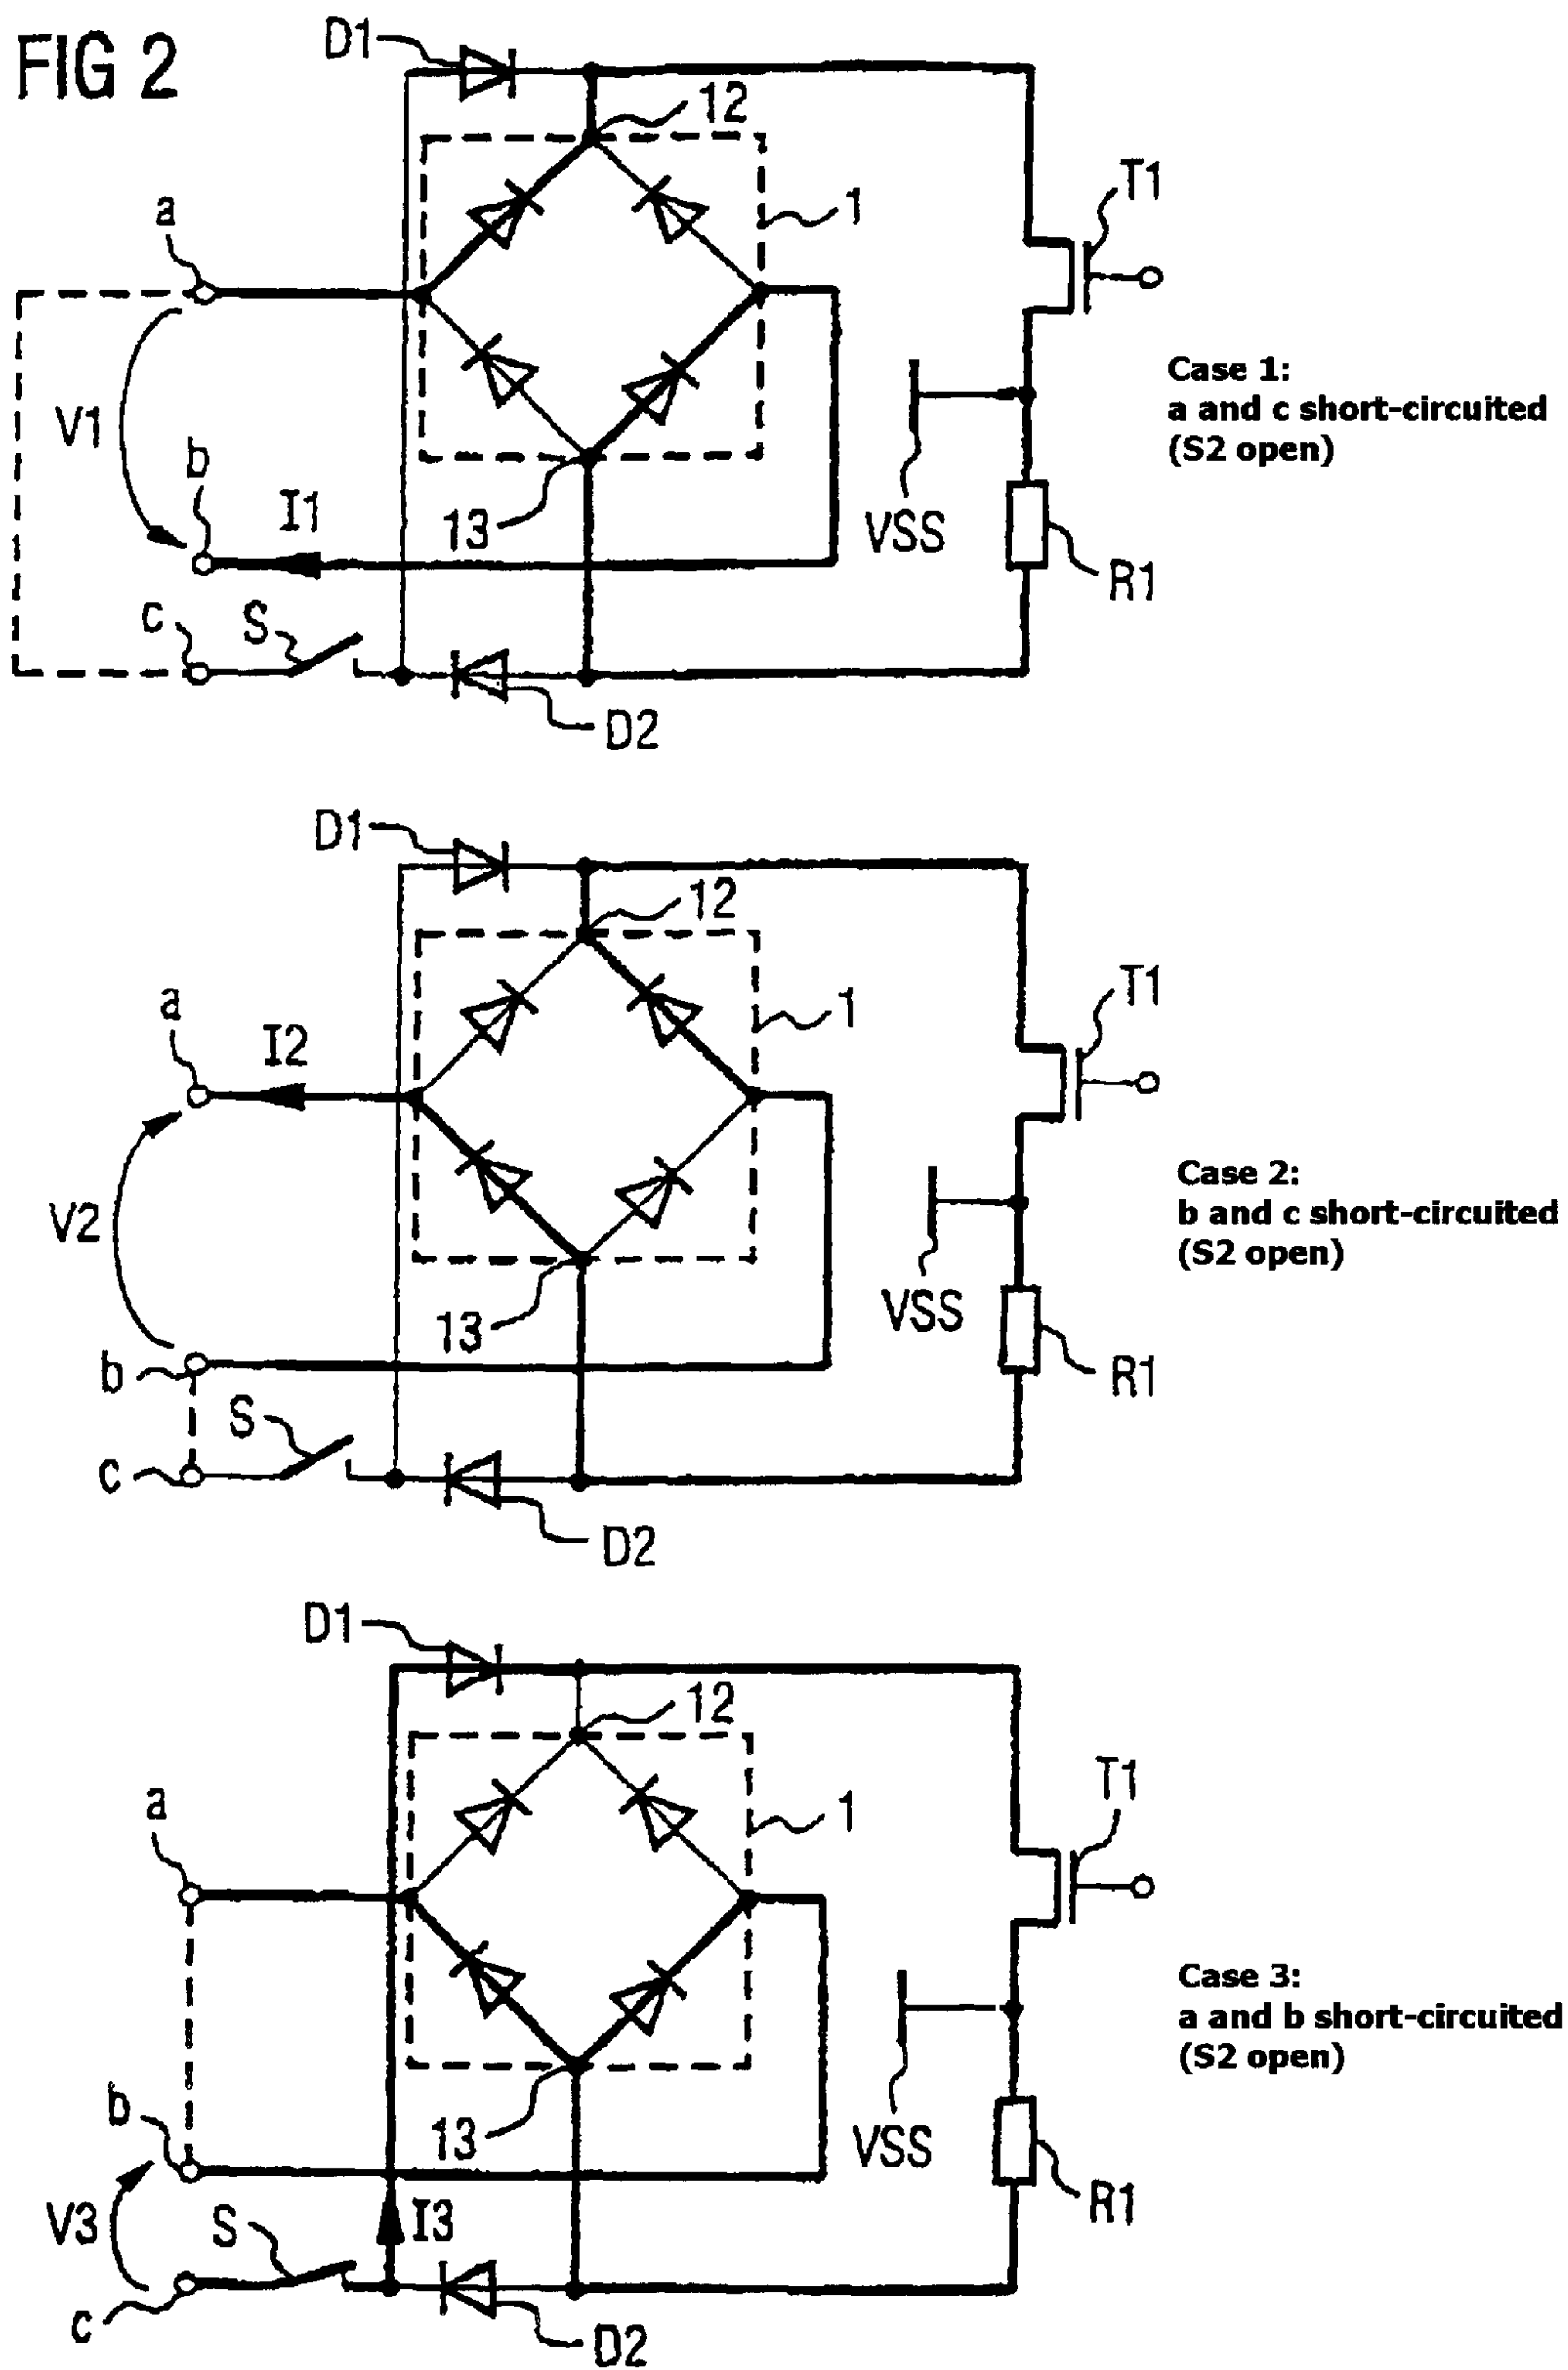 FIG 2
D1
12
a
1
T1
Case 1:
a and c short-circuited
(S2 open)
V1
b
I1
13
VSS
R1
c
S
D2
D1
12
a
I2
1
T1
Case 2:
b and c short-circuited
(S2 open)
V2
13
VSS
b
R1
S
c
D2
D1
12
a
1
T1
Case 3:
a and b short-circuited
(S2 open)
b
13
VSS
V3
S
I3
R1
c
D2